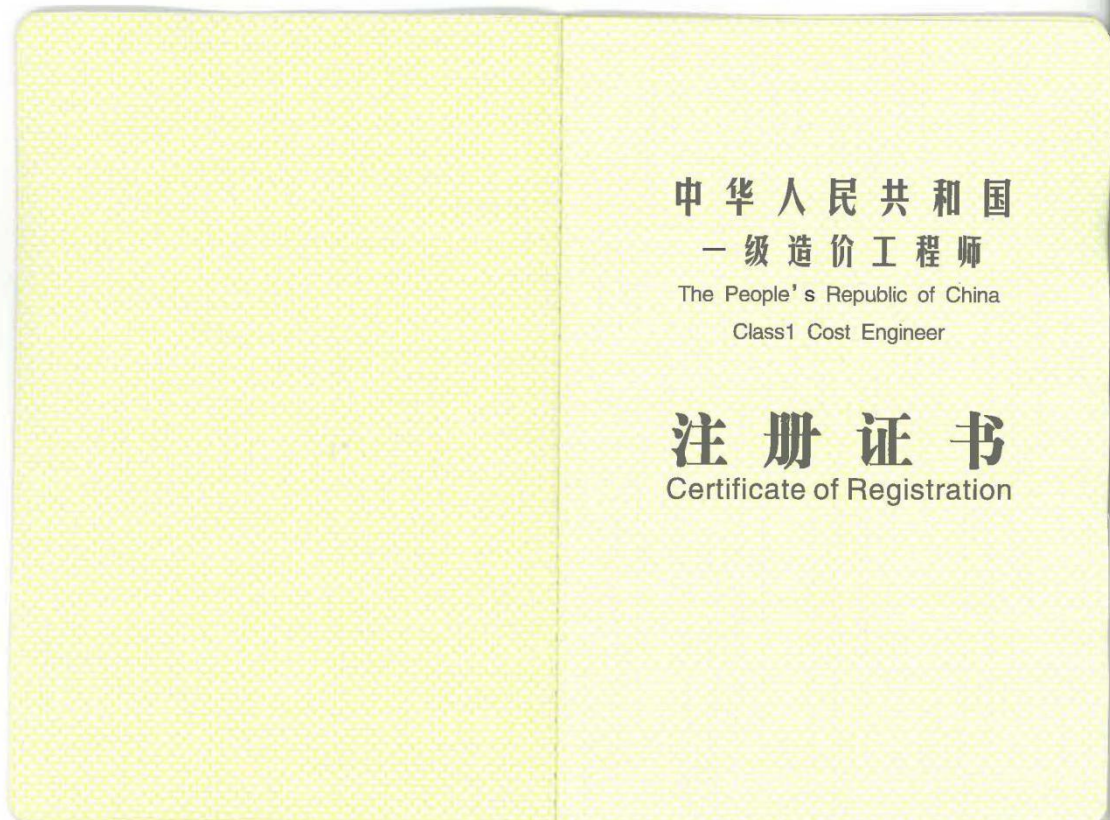 中华人民共和国
一级造价工程师
The People's Republic of China
Class1 Cost Engineer
注册证书
Certificate of Registration